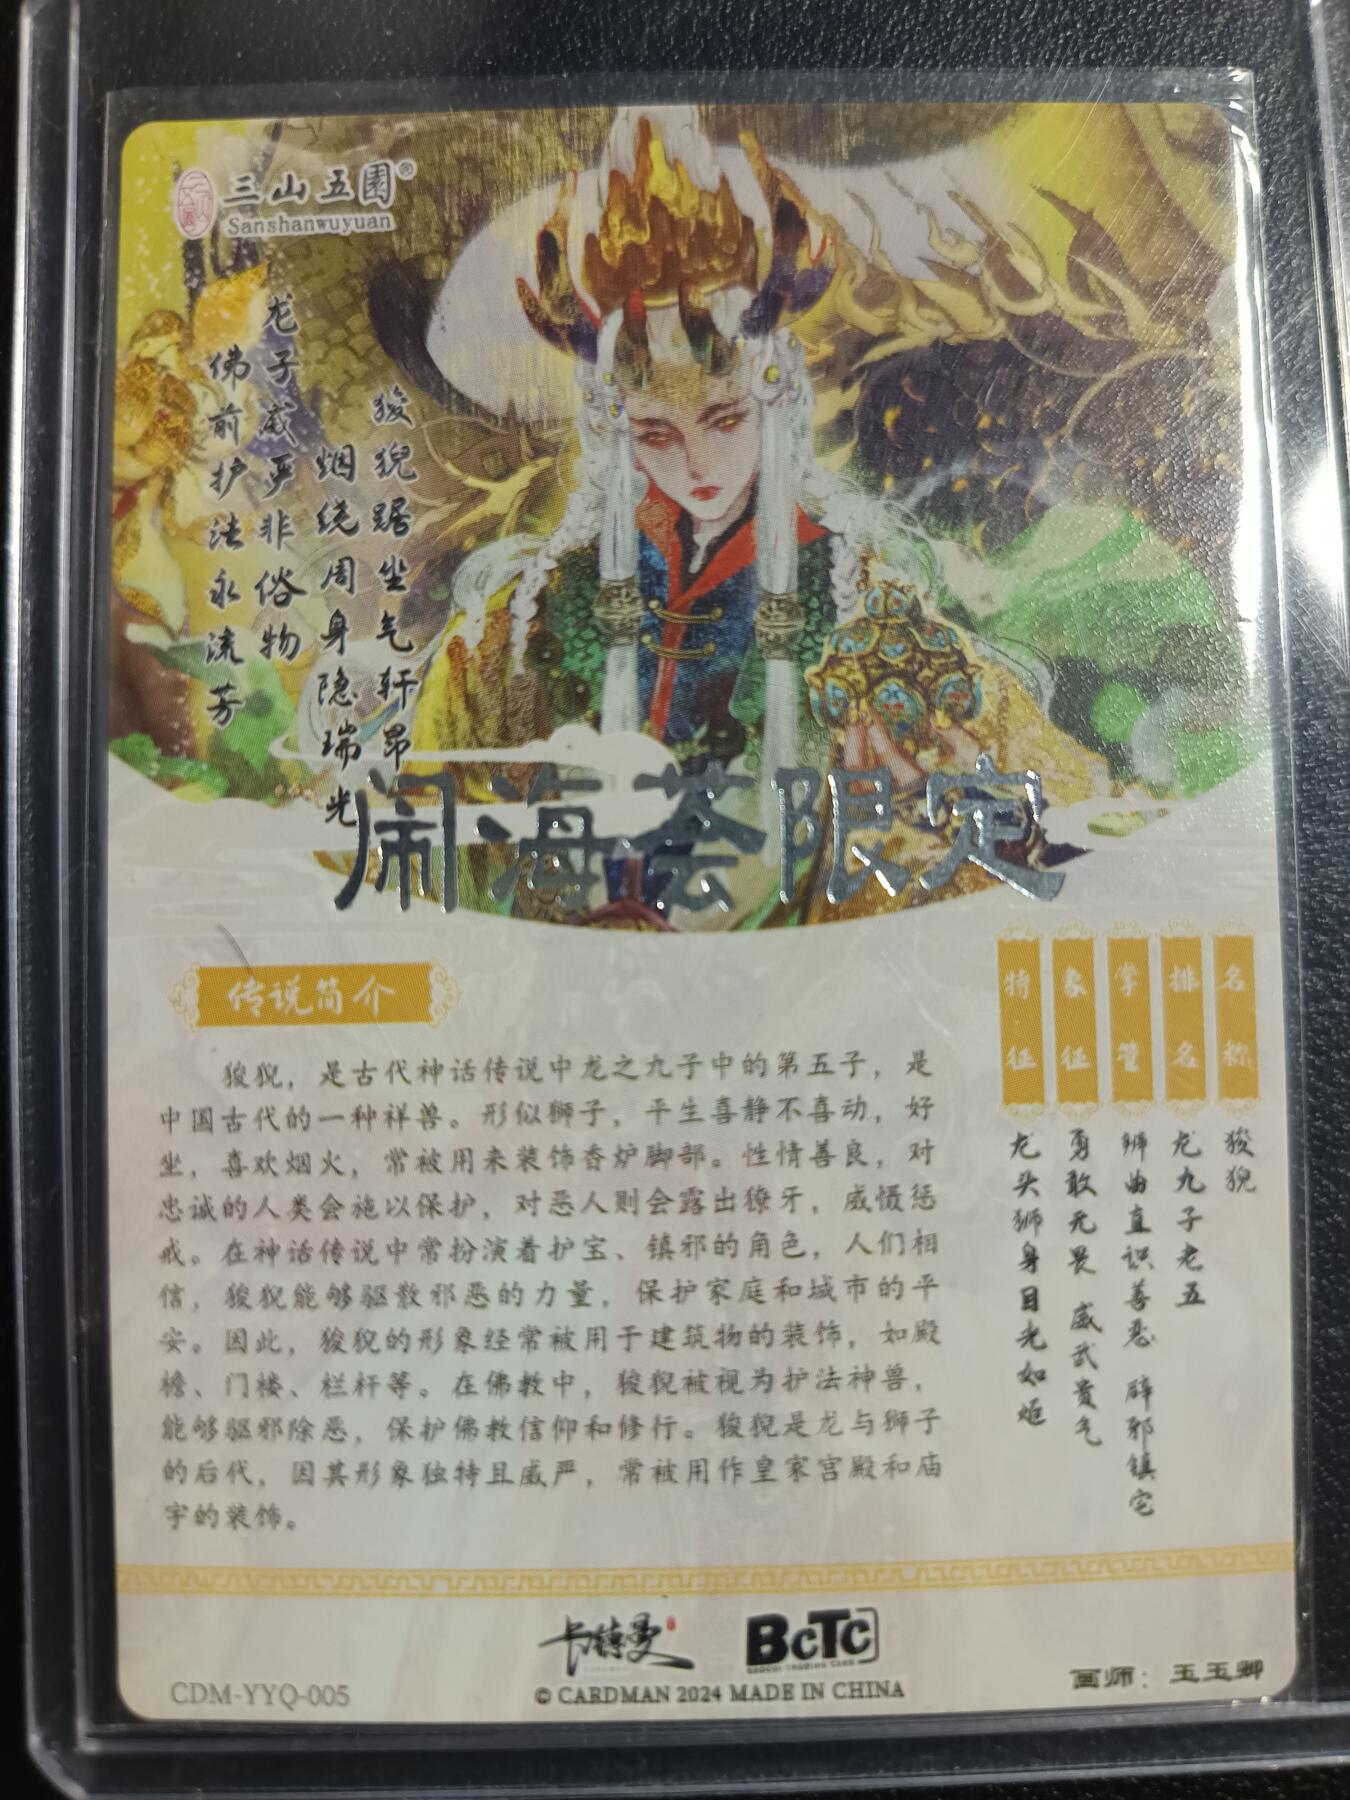 三山五園®
Sanshanwuyuan
狻猊踞坐气轩昂
烟绕周身隐瑞光
龙子威严非俗物
佛前护法永流芳
闹海荟限定
传说简介
狻猊，是古代神话传说中龙之九子中的第五子，是
中国古代的一种祥兽。形似狮子，平生喜静不喜动，好
坐，喜欢烟火，常被用来装饰香炉脚部。性情善良，对
忠诚的人类会施以保护，对恶人则会露出獠牙，威慑惩
戒。在神话传说中常扮演着护宝、镇邪的角色，人们相
信，狻猊能够驱散邪恶的力量，保护家庭和城市的平
安。因此，狻猊的形象经常被用于建筑物的装饰，如殿
檐、门楼、栏杆等。在佛教中，狻猊被视为护法神兽，
能够驱邪除恶，保护佛教信仰和修行。狻猊是龙与狮子
的后代，因其形象独特且威严，常被用作皇家宫殿和庙
宇的装饰。
名称
狻猊
排名
龙九子老五
掌管
辨曲直识善恶 辟邪镇宅
象征
勇敢无畏 威武贵气
特征
龙头狮身目光如炬
卡德曼
BCTC
CDM-YYQ-005
© CARDMAN 2024 MADE IN CHINA
画师：玉玉卿